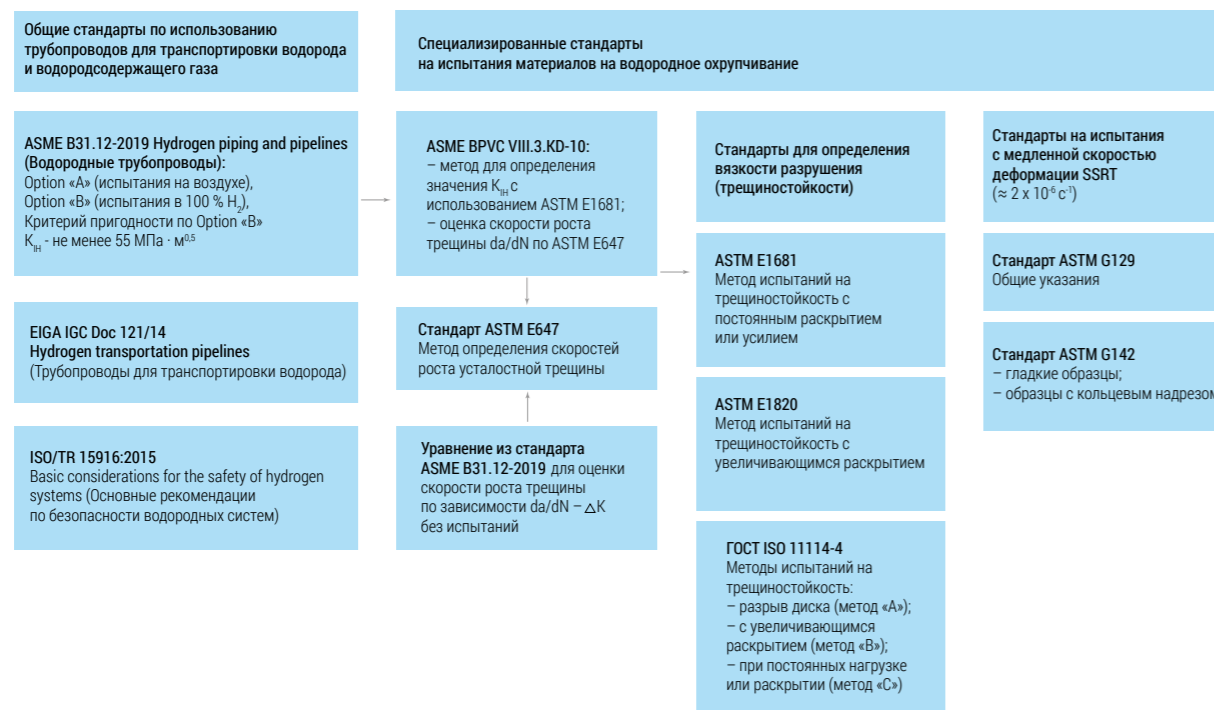 Общие стандарты по использованию
трубопроводов для транспортировки водорода
и водородсодержащего газа
Специализированные стандарты
на испытания материалов на водородное охрупчивание
ASME B31.12-2019 Hydrogen piping and pipelines
(Водородные трубопроводы):
Option «A» (испытания на воздухе),
Option «B» (испытания в 100 % H₂),
Критерий пригодности по Option «B»
K_IH - не менее 55 МПа · м⁰,⁵
EIGA IGC Doc 121/14
Hydrogen transportation pipelines
(Трубопроводы для транспортировки водорода)
ISO/TR 15916:2015
Basic considerations for the safety of hydrogen
systems (Основные рекомендации
по безопасности водородных систем)
ASME BPVC VIII.3.KD-10:
– метод для определения
значения K_IH с
использованием ASTM E1681;
– оценка скорости роста
трещины da/dN по ASTM E647
Стандарт ASTM E647
Метод определения скоростей
роста усталостной трещины
Уравнение из стандарта
ASME B31.12-2019 для оценки
скорости роста трещины
по зависимости da/dN – △K
без испытаний
Стандарты для определения
вязкости разрушения
(трещиностойкости)
ASTM E1681
Метод испытаний на
трещиностойкость с
постоянным раскрытием
или усилием
ASTM E1820
Метод испытаний на
трещиностойкость с
увеличивающимся раскрытием
ГОСТ ISO 11114-4
Методы испытаний на
трещиностойкость:
– разрыв диска (метод «А»);
– с увеличивающимся
раскрытием (метод «В»);
– при постоянных нагрузке
или раскрытии (метод «С»)
Стандарты на испытания
с медленной скоростью
деформации SSRT
(≈ 2 x 10⁻⁶ c⁻¹)
Стандарт ASTM G129
Общие указания
Стандарт ASTM G142
– гладкие образцы;
– образцы с кольцевым надрезом